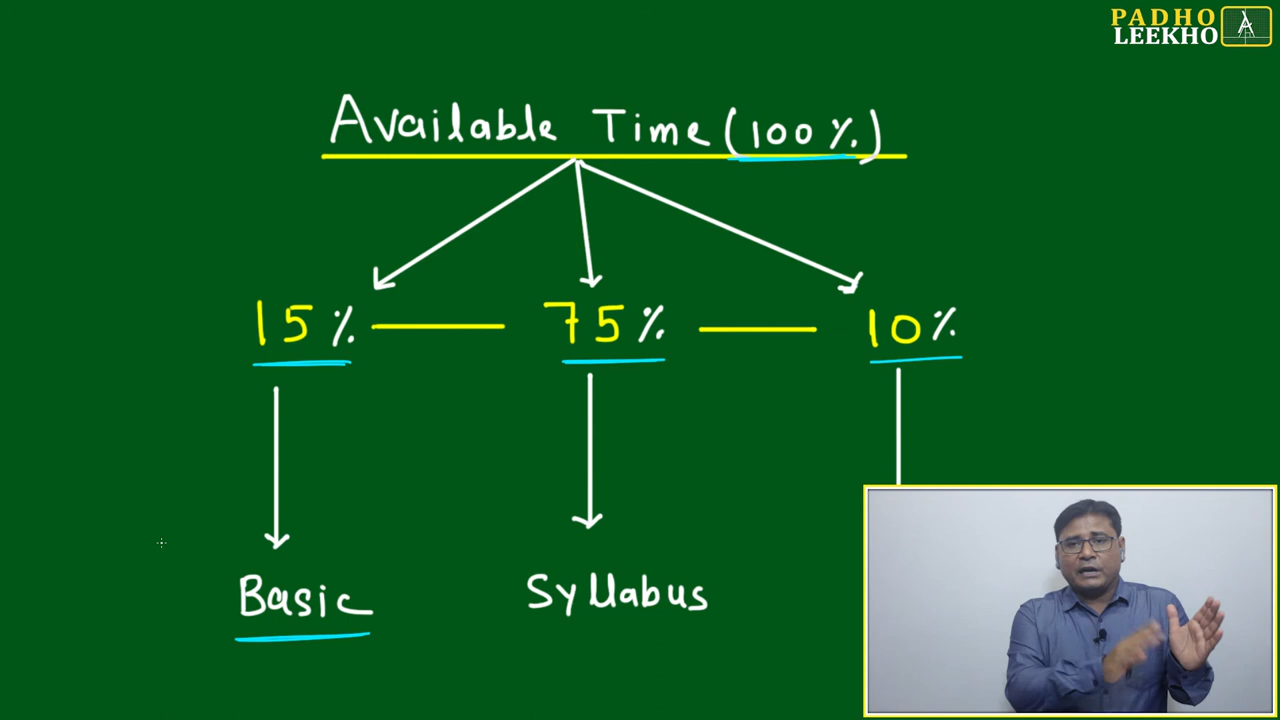 PADHO
LEEKHO
Available Time (100%)
15% 75% 10%
Basic Syllabus